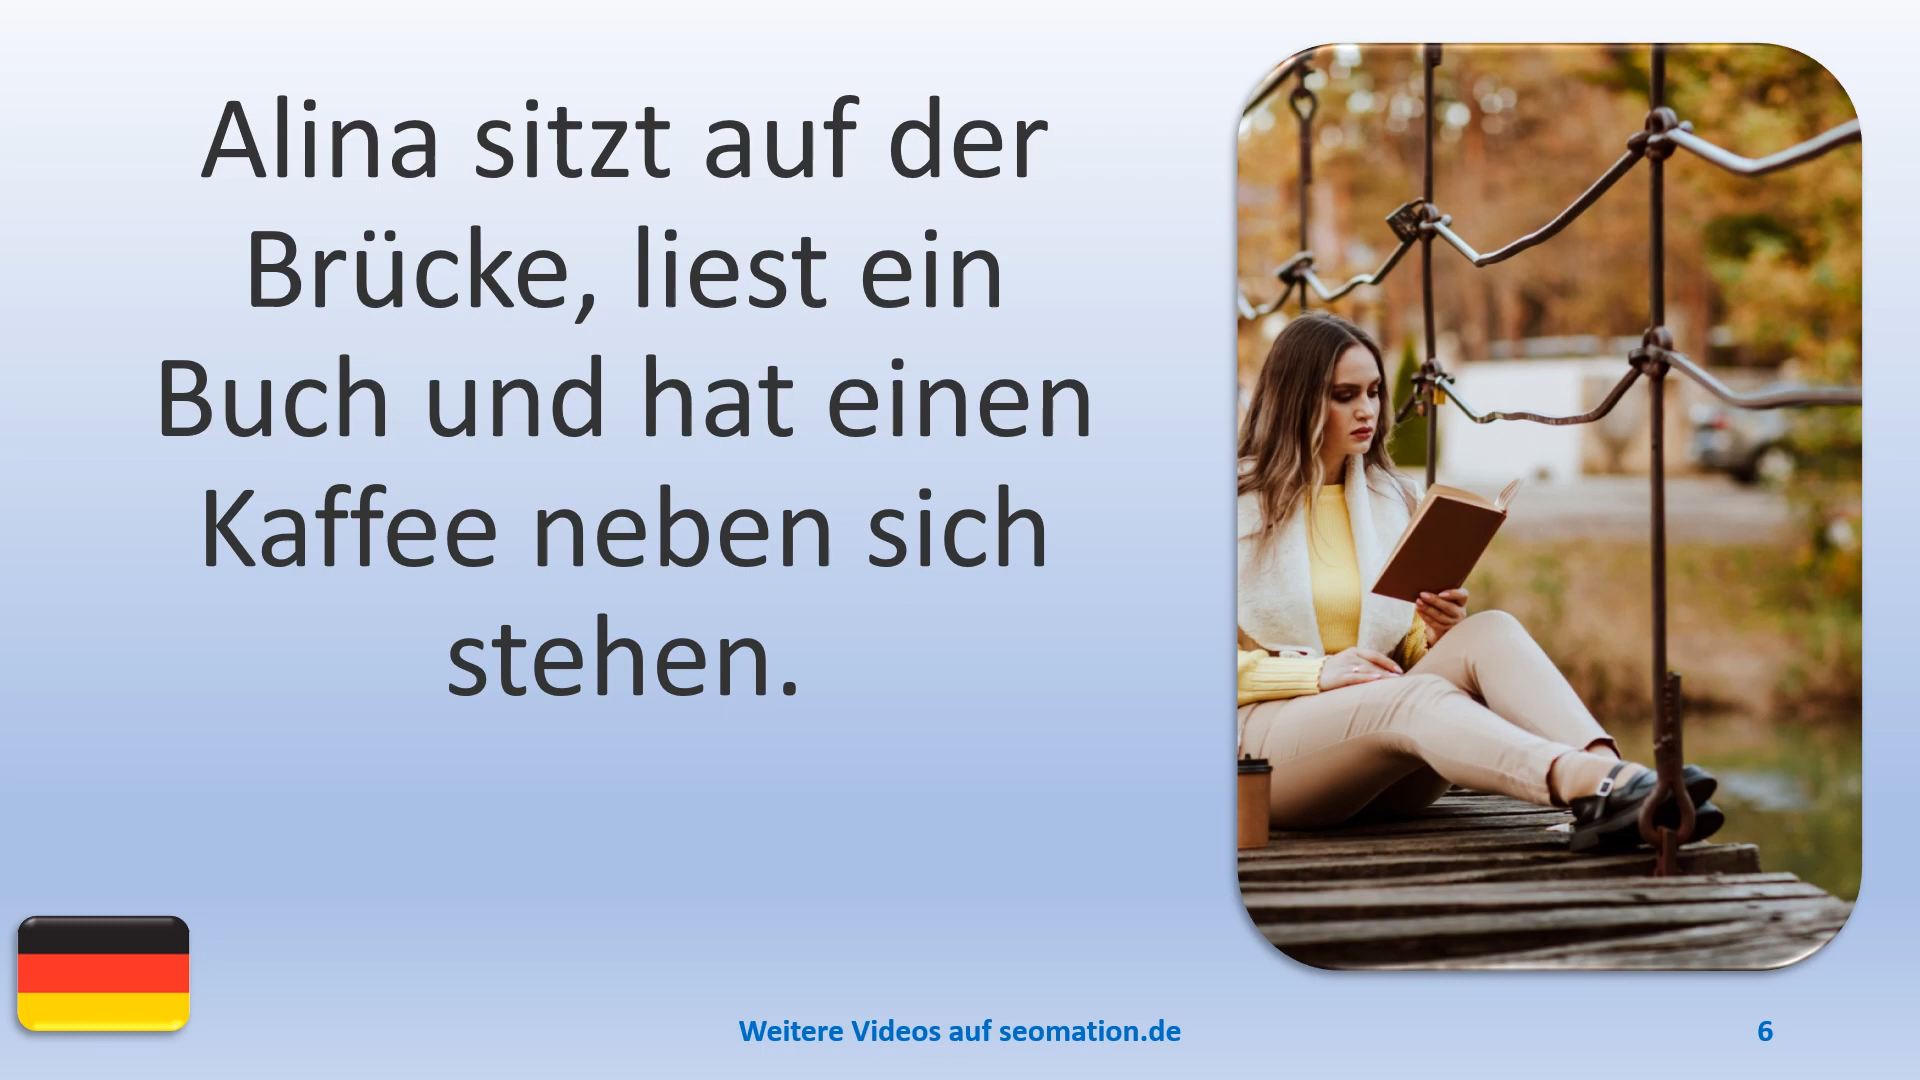 Alina sitzt auf der
Brücke, liest ein
Buch und hat einen
Kaffee neben sich
stehen.
Weitere Videos auf seomation.de
6